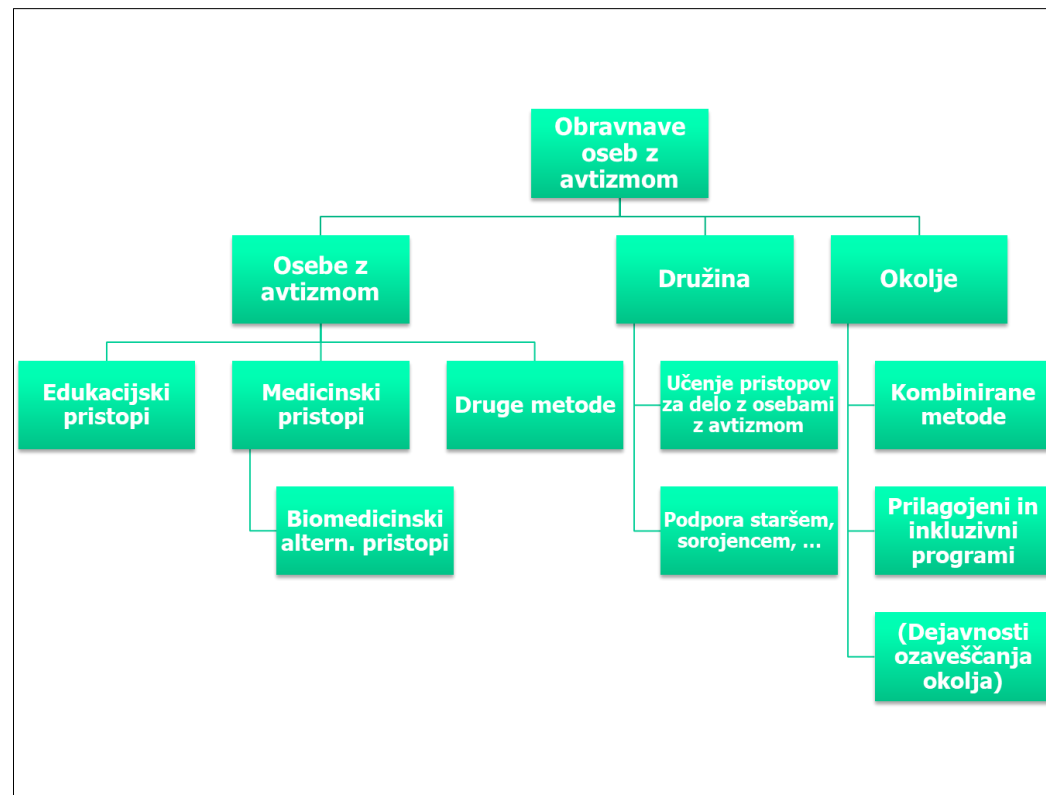 Obravnave
oseb z
avtizmom
Osebe z
avtizmom
Družina
Okolje
Edukacijski
pristopi
Medicinski
pristopi
Druge metode
Učenje pristopov
za delo z osebami
z avtizmom
Kombinirane
metode
Biomedicinski
altern. pristopi
Podpora staršem,
sorojencem, ...
Prilagojeni in
inkluzivni
programi
(Dejavnosti
ozaveščanja
okolja)